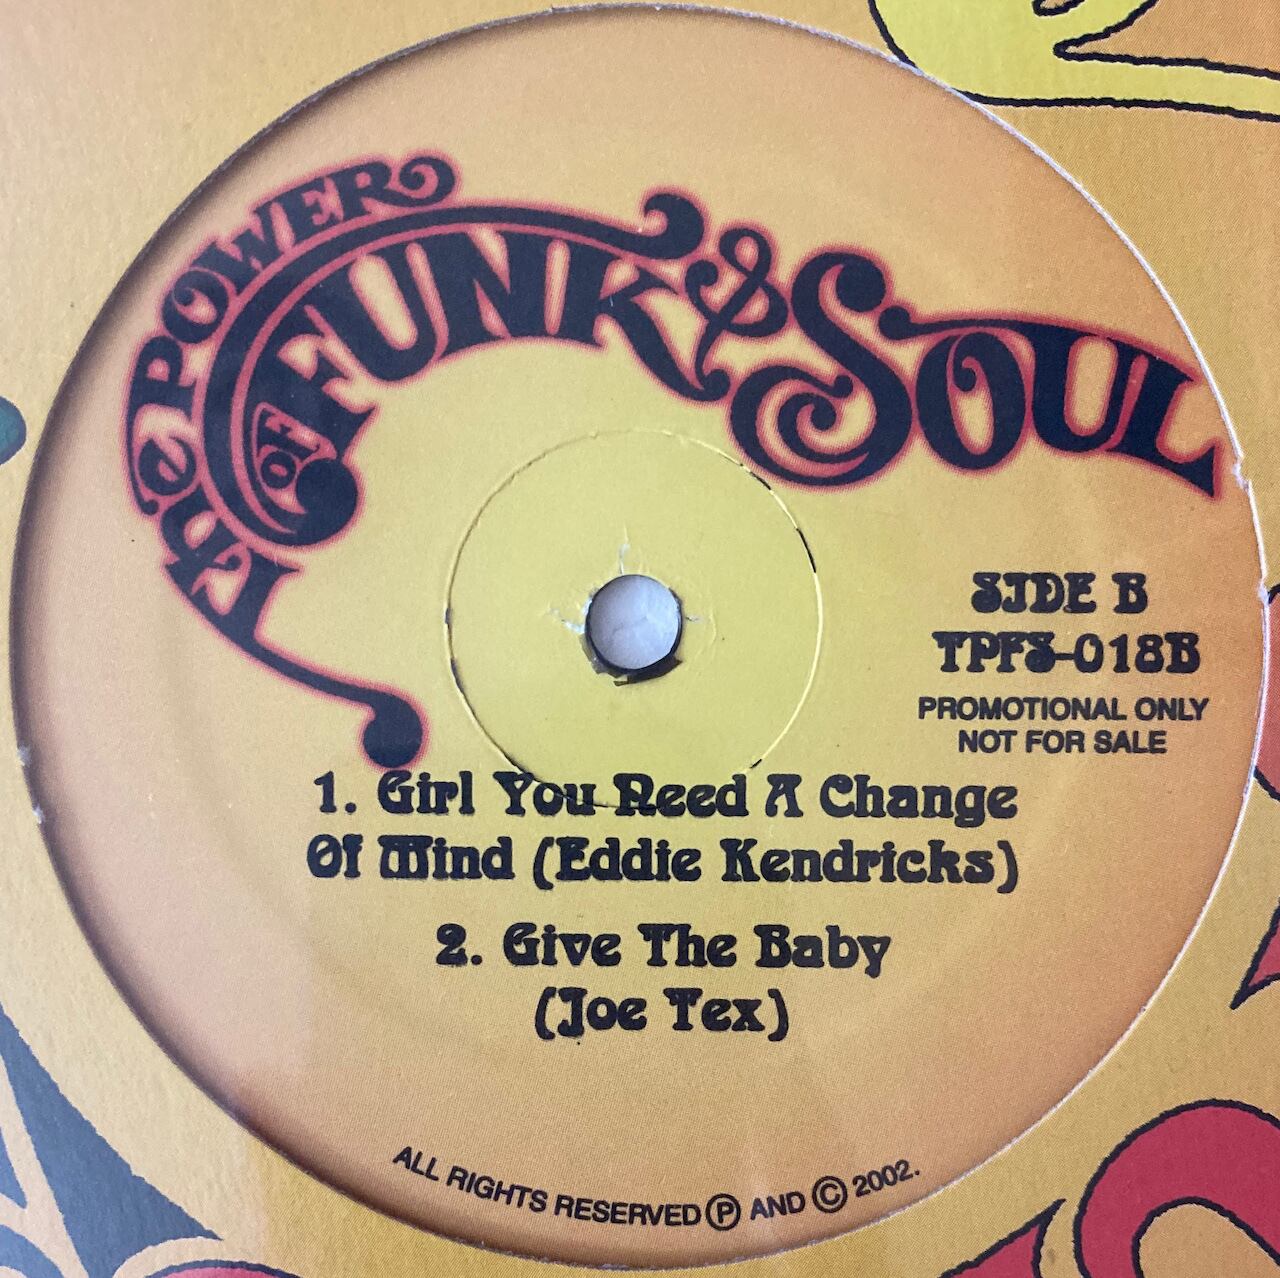 The POWER
OF FUNK & SOUL
SIDE B
TPFS-018B
PROMOTIONAL ONLY
NOT FOR SALE
1. Girl You Need A Change
Of Mind (Eddie Kendricks)
2. Give The Baby
(Joe Tex)
ALL RIGHTS RESERVED Ⓟ AND © 2002.